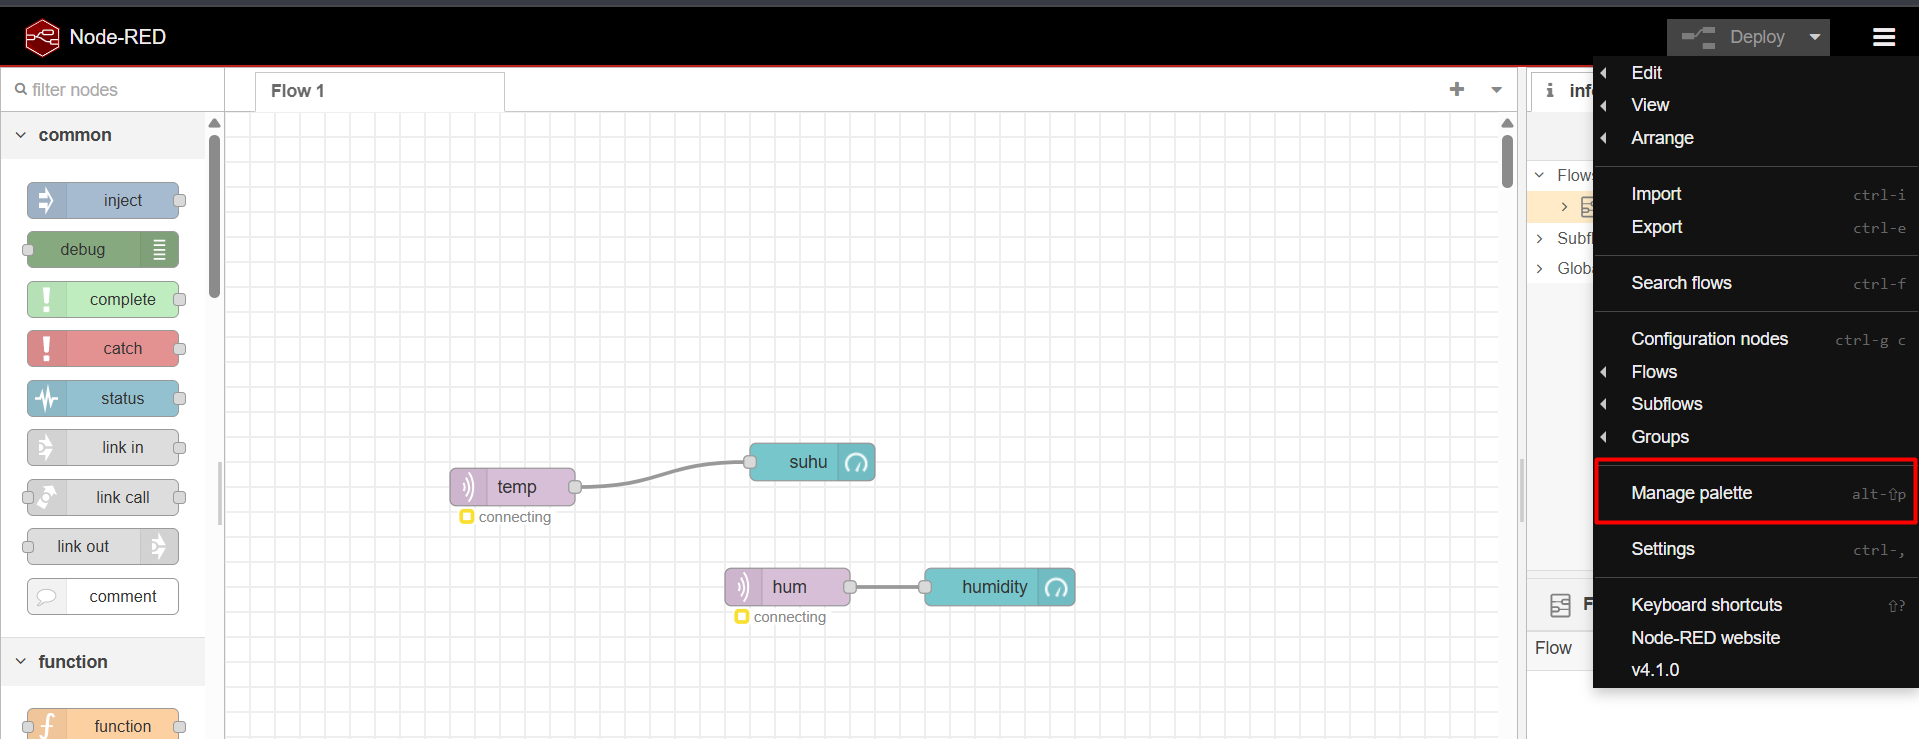 Node-RED
Deploy
filter nodes
Flow 1
common
inject
debug
complete
catch
status
link in
link call
link out
comment
function
function
temp
connecting
suhu
hum
connecting
humidity
i inf
Flows
Subfl
Globa
F
Flow
Edit
View
Arrange
Import ctrl-i
Export ctrl-e
Search flows ctrl-f
Configuration nodes ctrl-g c
Flows
Subflows
Groups
Manage palette alt-⇧p
Settings ctrl-,
Keyboard shortcuts ⇧?
Node-RED website
v4.1.0